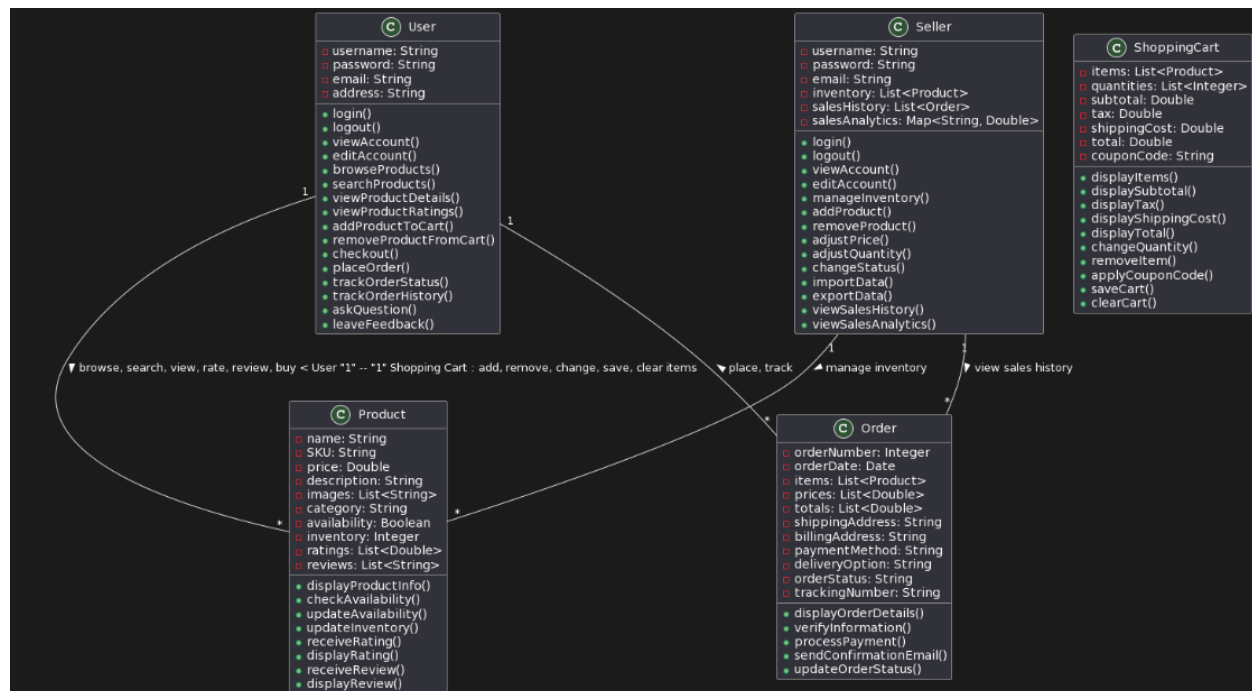 C User
username: String
password: String
email: String
address: String
login()
logout()
viewAccount()
editAccount()
browseProducts()
searchProducts()
viewProductDetails()
viewProductRatings()
addProductToCart()
removeProductFromCart()
checkout()
placeOrder()
trackOrderStatus()
trackOrderHistory()
askQuestion()
leaveFeedback()
C Seller
username: String
password: String
email: String
inventory: List<Product>
salesHistory: List<Order>
salesAnalytics: Map<String, Double>
login()
logout()
viewAccount()
editAccount()
manageInventory()
addProduct()
removeProduct()
adjustPrice()
adjustQuantity()
changeStatus()
importData()
exportData()
viewSalesHistory()
viewSalesAnalytics()
C ShoppingCart
items: List<Product>
quantities: List<Integer>
subtotal: Double
tax: Double
shippingCost: Double
total: Double
couponCode: String
displayItems()
displaySubtotal()
displayTax()
displayShippingCost()
displayTotal()
changeQuantity()
removeItem()
applyCouponCode()
saveCart()
clearCart()
1
1
1
1
browse, search, view, rate, review, buy < User "1" -- "1" Shopping Cart : add, remove, change, save, clear items
place, track
manage inventory
view sales history
*
*
*
*
C Product
name: String
SKU: String
price: Double
description: String
images: List<String>
category: String
availability: Boolean
inventory: Integer
ratings: List<Double>
reviews: List<String>
displayProductInfo()
checkAvailability()
updateAvailability()
updateInventory()
receiveRating()
displayRating()
receiveReview()
displayReview()
C Order
orderNumber: Integer
orderDate: Date
items: List<Product>
prices: List<Double>
totals: List<Double>
shippingAddress: String
billingAddress: String
paymentMethod: String
deliveryOption: String
orderStatus: String
trackingNumber: String
displayOrderDetails()
verifyInformation()
processPayment()
sendConfirmationEmail()
updateOrderStatus()